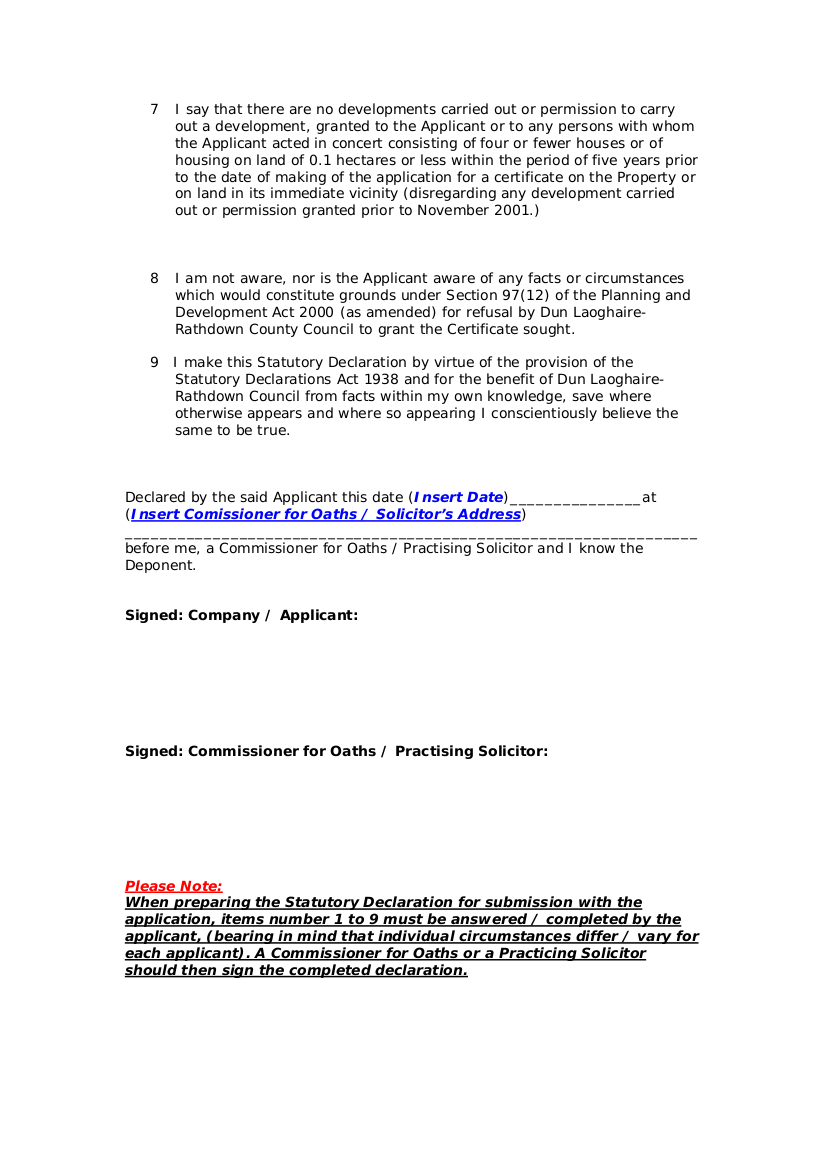 7 I say that there are no developments carried out or permission to carry
out a development, granted to the Applicant or to any persons with whom
the Applicant acted in concert consisting of four or fewer houses or of
housing on land of 0.1 hectares or less within the period of five years prior
to the date of making of the application for a certificate on the Property or
on land in its immediate vicinity (disregarding any development carried
out or permission granted prior to November 2001.)
8 I am not aware, nor is the Applicant aware of any facts or circumstances
which would constitute grounds under Section 97(12) of the Planning and
Development Act 2000 (as amended) for refusal by Dun Laoghaire-
Rathdown County Council to grant the Certificate sought.
9 I make this Statutory Declaration by virtue of the provision of the
Statutory Declarations Act 1938 and for the benefit of Dun Laoghaire-
Rathdown Council from facts within my own knowledge, save where
otherwise appears and where so appearing I conscientiously believe the
same to be true.
Declared by the said Applicant this date (Insert Date)_______________at
(Insert Comissioner for Oaths / Solicitor's Address)
__________________________________________________________________
before me, a Commissioner for Oaths / Practising Solicitor and I know the
Deponent.
Signed: Company / Applicant:
Signed: Commissioner for Oaths / Practising Solicitor:
Please Note:
When preparing the Statutory Declaration for submission with the
application, items number 1 to 9 must be answered / completed by the
applicant, (bearing in mind that individual circumstances differ / vary for
each applicant). A Commissioner for Oaths or a Practicing Solicitor
should then sign the completed declaration.